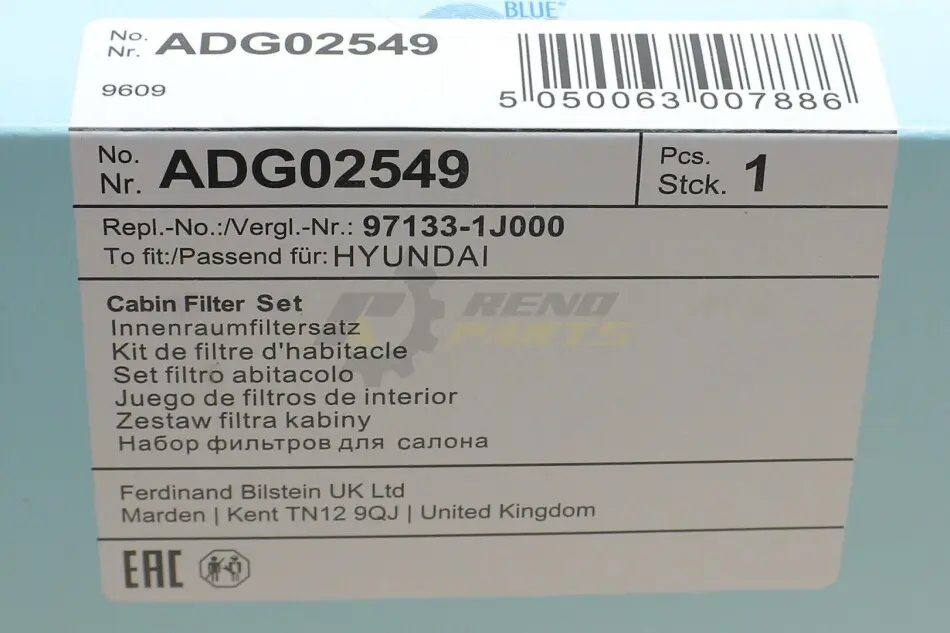 BLUE
No.
Nr. ADG02549
9609
5 050063 007886
No.
Nr. ADG02549
Pcs.
Stck. 1
Repl.-No.:/Vergl.-Nr.: 97133-1J000
To fit:/Passend für: HYUNDAI
RENO
PARTS
Cabin Filter Set
Innenraumfiltersatz
Kit de filtre d'habitacle
Set filtro abitacolo
Juego de filtros de interior
Zestaw filtra kabiny
Набор фильтров для салона
Ferdinand Bilstein UK Ltd
Marden | Kent TN12 9QJ | United Kingdom
EAC